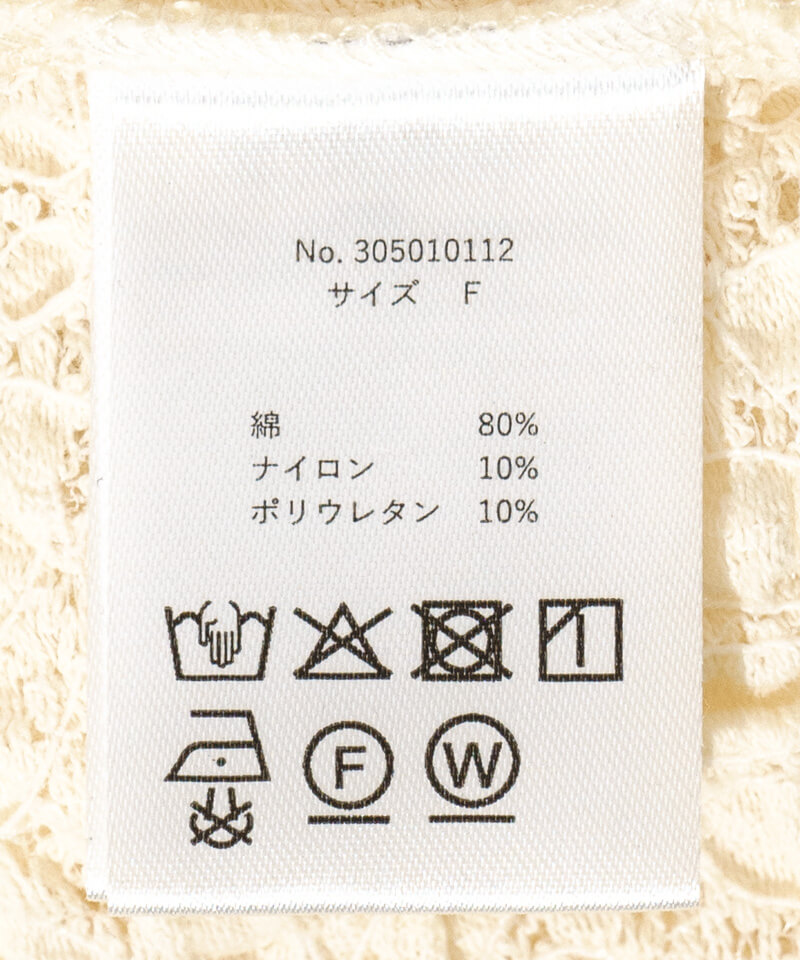 No. 305010112
サイズ　F
綿　80%
ナイロン　10%
ポリウレタン　10%
F
W